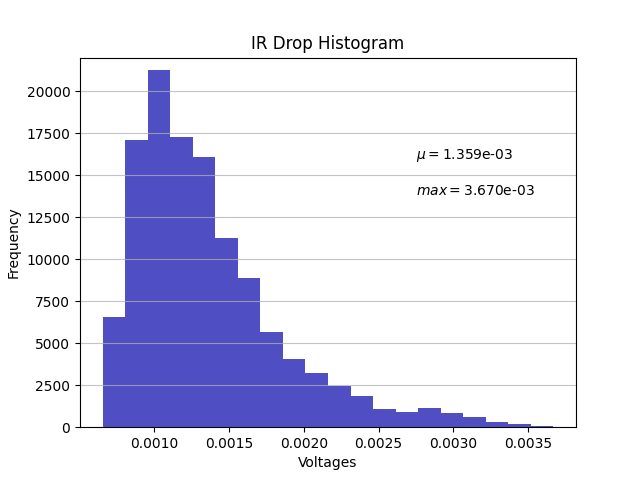 IR Drop Histogram
20000
17500
15000
12500
10000
7500
5000
2500
0
Frequency
μ = 1.359e-03
max = 3.670e-03
0.0010 0.0015 0.0020 0.0025 0.0030 0.0035
Voltages